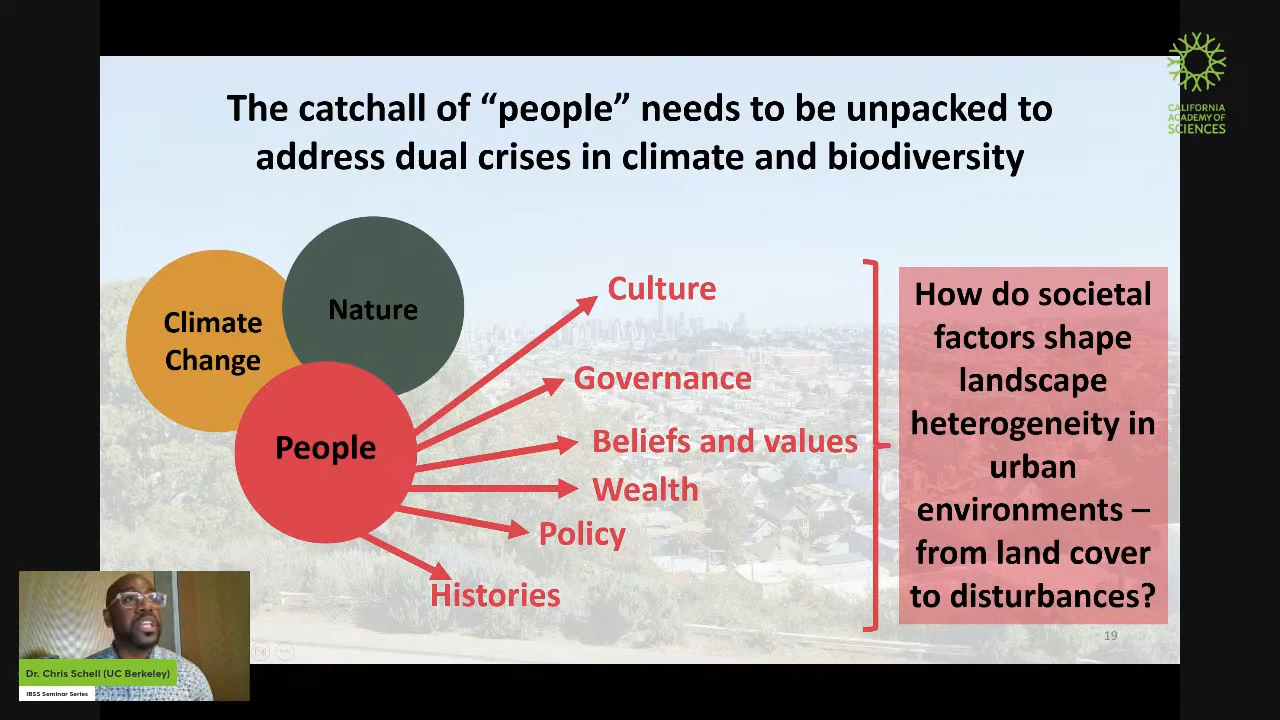 The catchall of “people” needs to be unpacked to
address dual crises in climate and biodiversity
CALIFORNIA
ACADEMY OF
SCIENCES
Climate
Change
Nature
People
Culture
Governance
Beliefs and values
Wealth
Policy
Histories
How do societal
factors shape
landscape
heterogeneity in
urban
environments –
from land cover
to disturbances?
19
Dr. Chris Schell (UC Berkeley)
IBSS Seminar Series